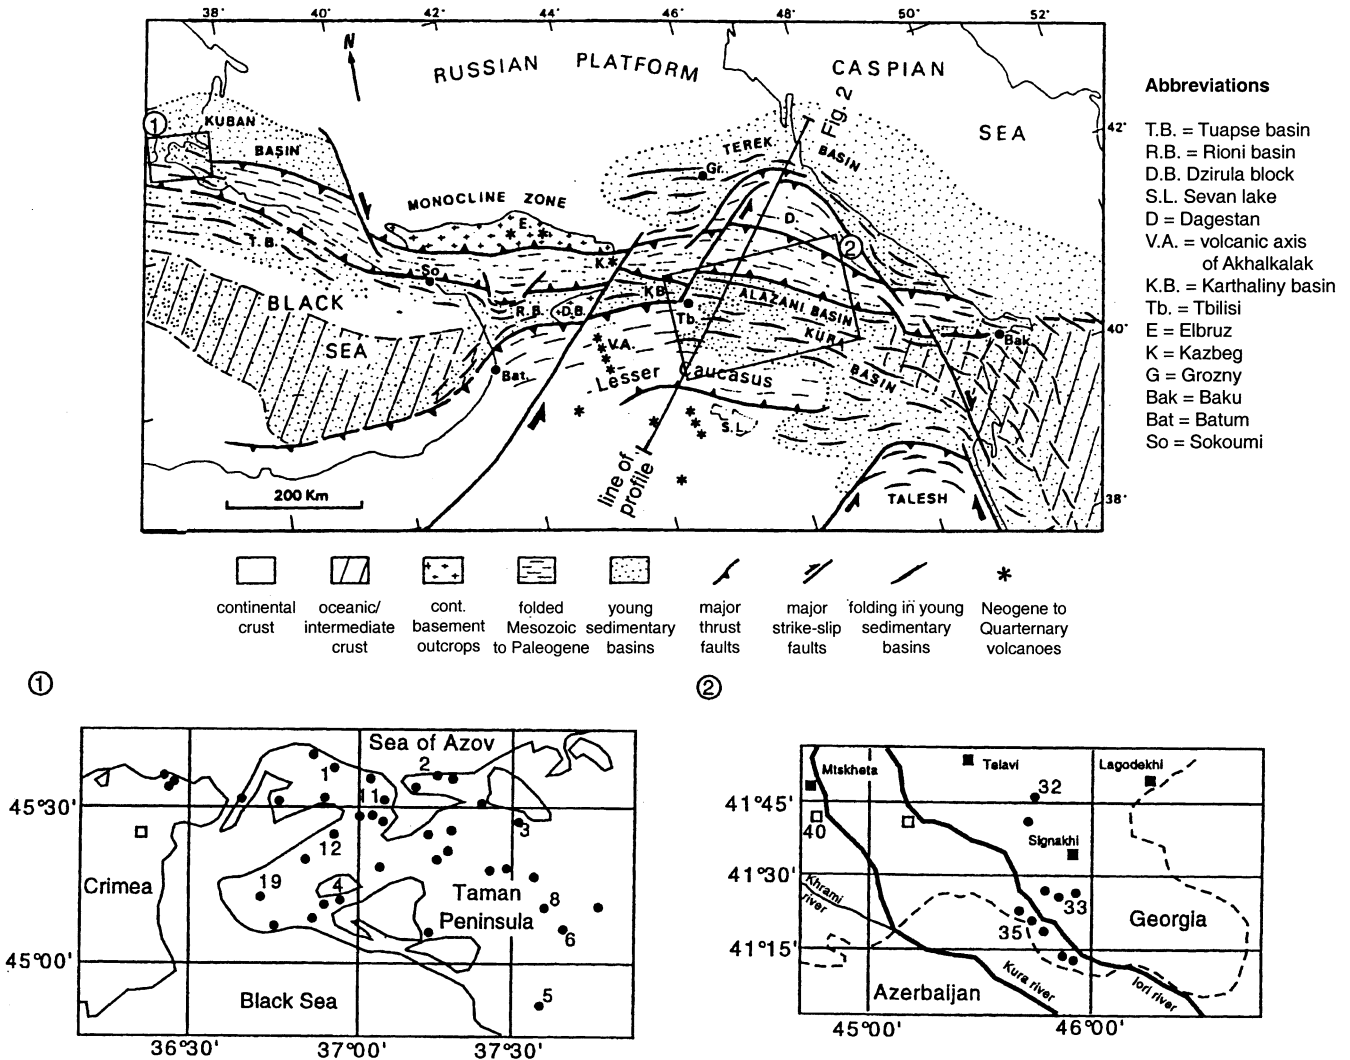 38' 40' 42' 44' 46' 48' 50' 52'
N
RUSSIAN PLATFORM
CASPIAN
SEA
Fig. 2
42'
1
KUBAN
BASIN
TEREK
BASIN
Gr.
MONOCLINE ZONE
E.
D.
2
K.
T.B.
So
K.B.
ALAZANI BASIN
BLACK
SEA
R.B.
D.B.
Tb.
KURA
BASIN
40'
Bak
V.A.
Bat.
Lesser Caucasus
S.L.
line of
profile
200 Km
TALESH
38'
Abbreviations
T.B. = Tuapse basin
R.B. = Rioni basin
D.B. Dzirula block
S.L. Sevan lake
D = Dagestan
V.A. = volcanic axis
of Akhalkalak
K.B. = Karthaliny basin
Tb. = Tbilisi
E = Elbruz
K = Kazbeg
G = Grozny
Bak = Baku
Bat = Batum
So = Sokoumi
continental
crust
oceanic/
intermediate
crust
cont.
basement
outcrops
folded
Mesozoic
to Paleogene
young
sedimentary
basins
major
thrust
faults
major
strike-slip
faults
folding in young
sedimentary
basins
Neogene to
Quarternary
volcanoes
1
Sea of Azov
1
2
11
45°30'
3
12
19
4
Crimea
Taman
Peninsula
8
6
45°00'
Black Sea
5
36°30' 37°00' 37°30'
2
Mtskheta
Telavi
Lagodekhi
41°45'
32
40
Signakhi
41°30'
Khrami
river
33
Georgia
35
41°15'
Kura river
Iori river
Azerbaijan
45°00' 46°00'